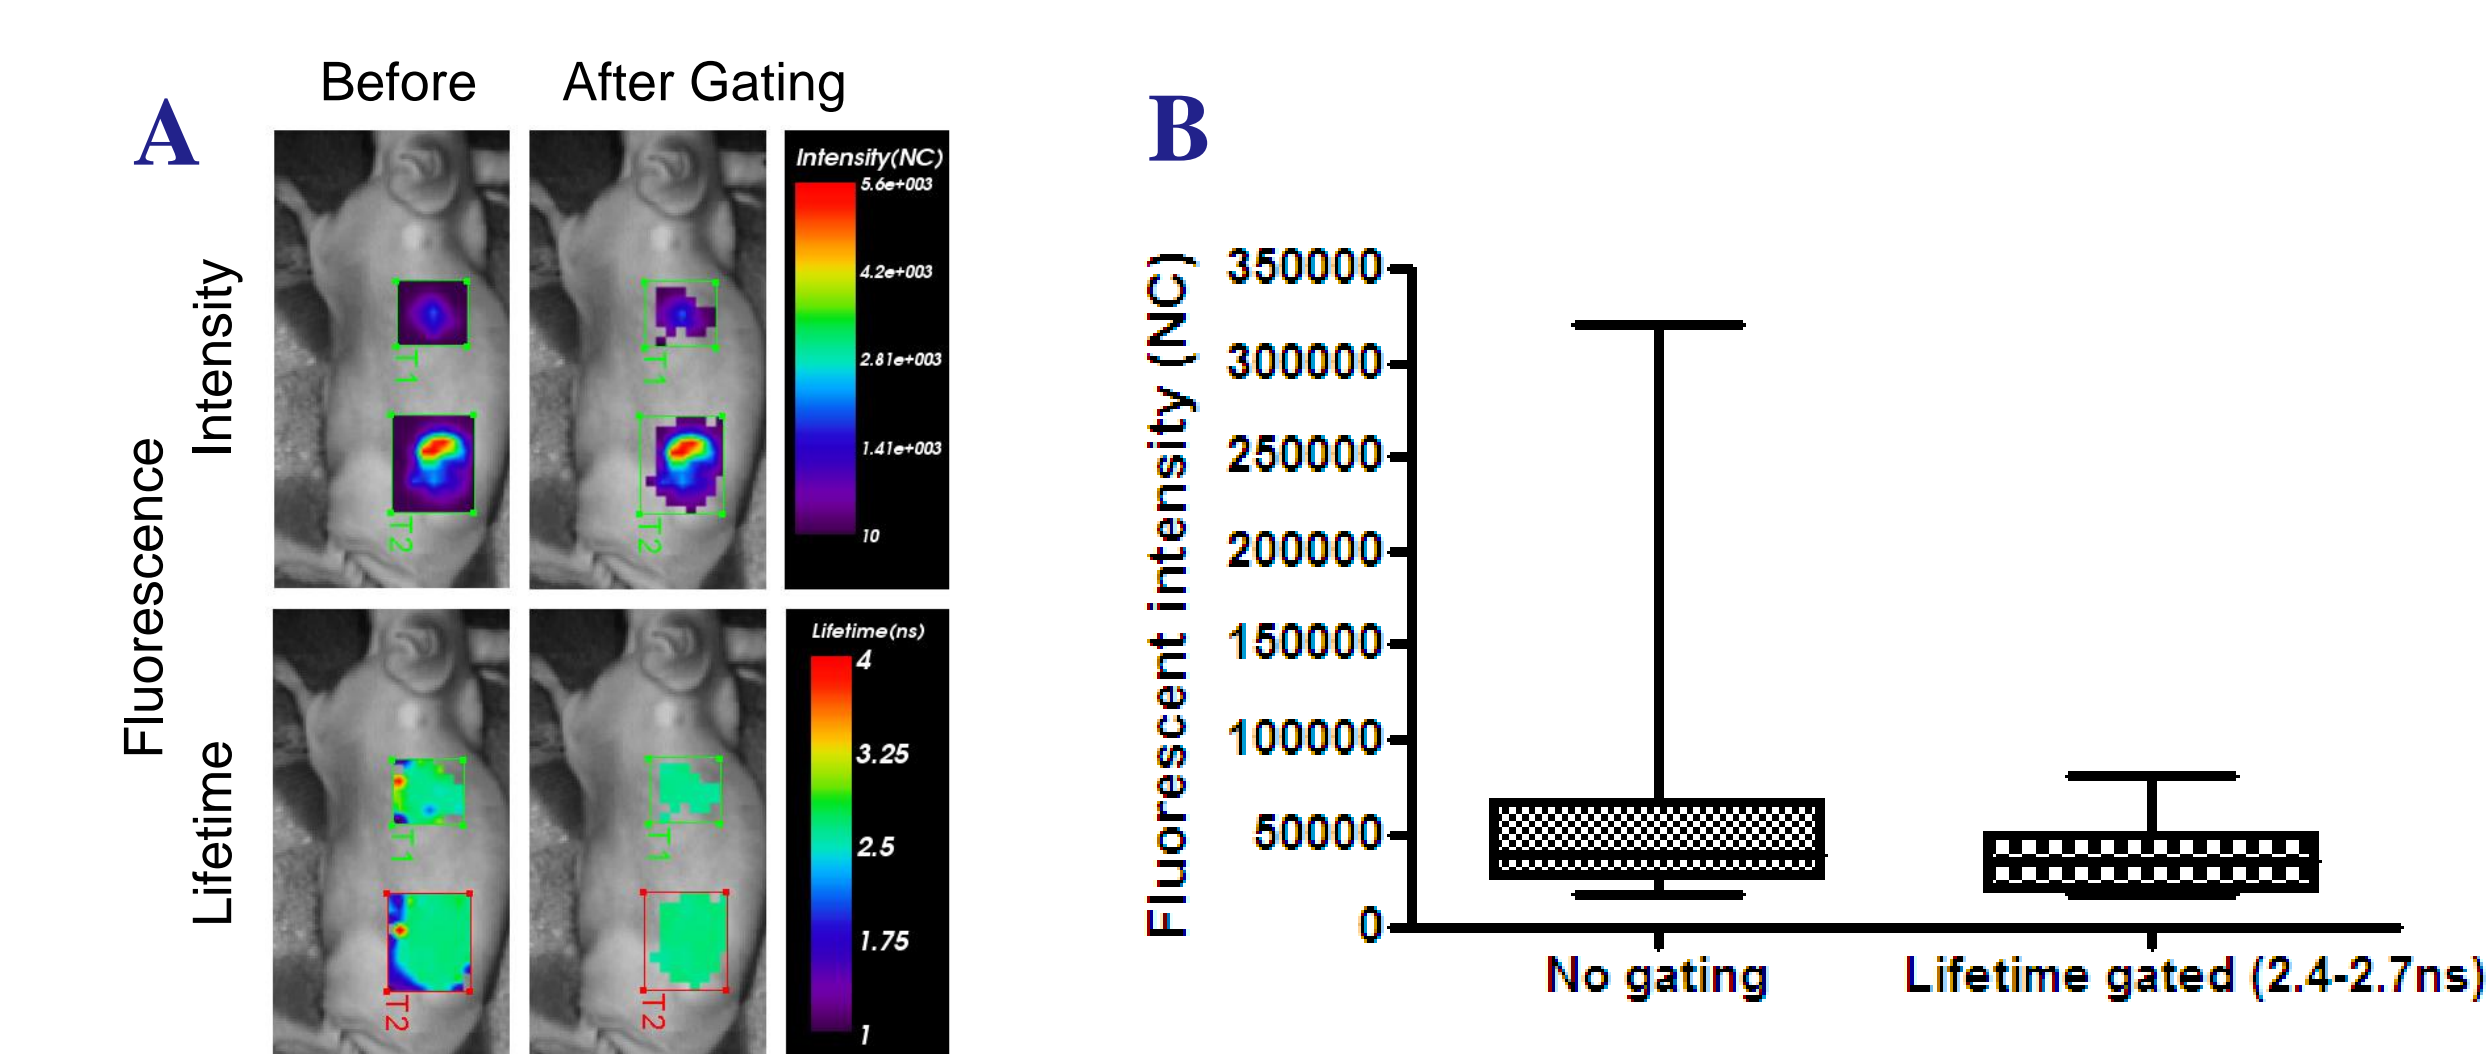 Before
After Gating
A
Fluorescence
Intensity
T1
T2
T1
T2
Intensity(NC)
5.6e+003
4.2e+003
2.81e+003
1.41e+003
10
Lifetime
T1
T2
T1
T2
Lifetime(ns)
4
3.25
2.5
1.75
1
B
Fluorescent intensity (NC)
350000
300000
250000
200000
150000
100000
50000
0
No gating
Lifetime gated (2.4-2.7ns)